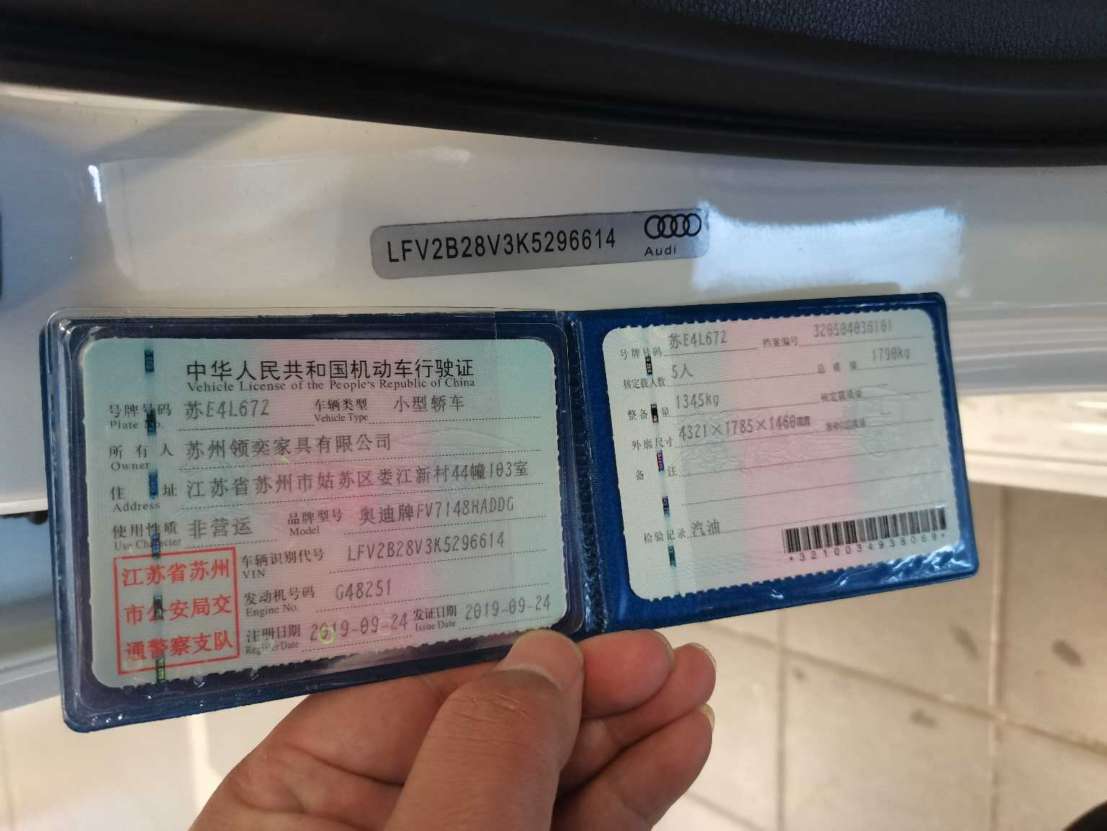 LFV2B28V3K5296614
Audi
中华人民共和国机动车行驶证
Vehicle License of the People's Republic of China
号牌号码 苏E4L67Z 车辆类型 小型轿车
Plate No. Vehicle Type
所有人 苏州领奕家具有限公司
Owner
住址 江苏省苏州市姑苏区娄江新村44幢103室
Address
使用性质 非营运 品牌型号 奥迪牌FV7148HADDG
Use Character Model
车辆识别代号 LFV2B28V3K5296614
VIN
发动机号码 G48251
Engine No.
注册日期 2019-09-24 发证日期 2019-09-24
Register Date Issue Date
江苏省苏州
市公安局交
通警察支队
号牌号码 苏E4L67Z 档案编号
核定载人数 5人 总质量 1790kg
整备质量 1345kg 核定载质量
外廓尺寸 4321×1785×1460
备注
检验记录 汽油